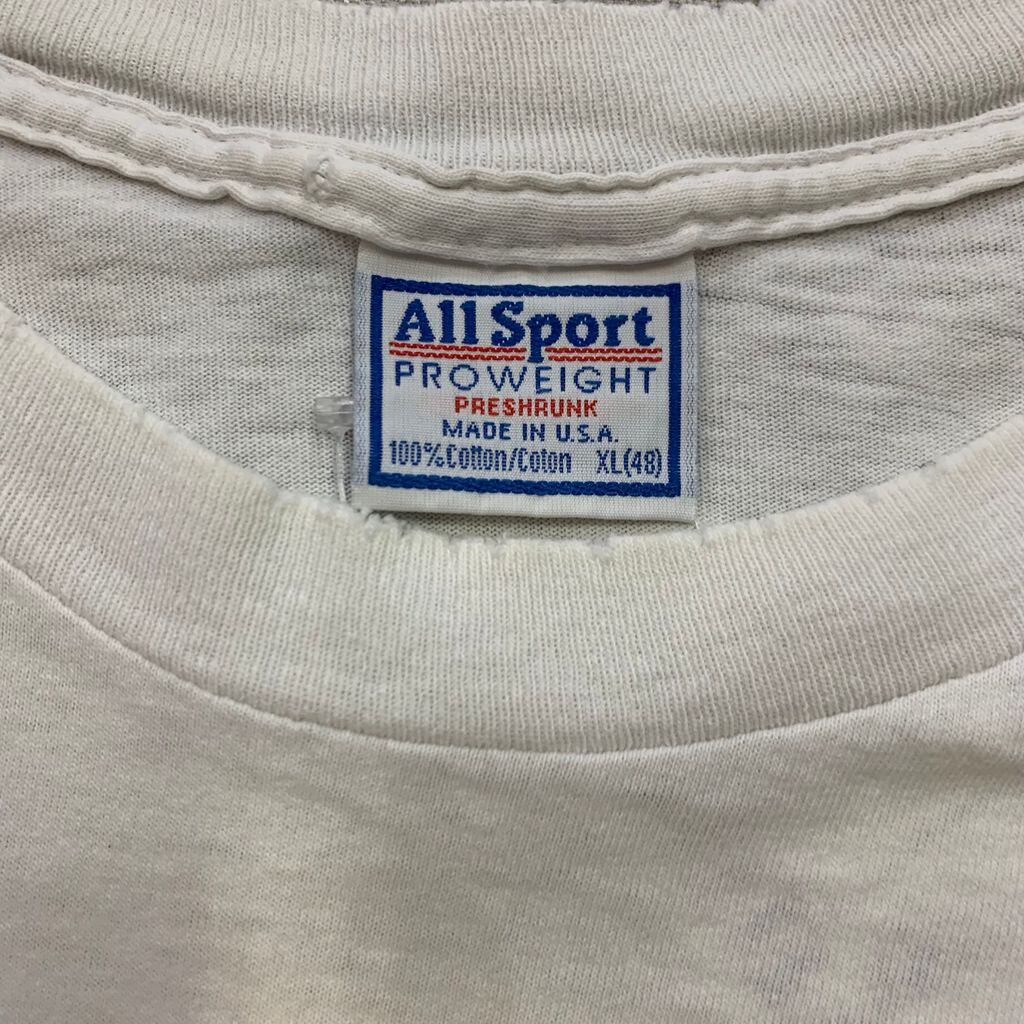 All Sport
PROWEIGHT
PRESHRUNK
MADE IN U.S.A.
100% Cotton/Coton XL(48)